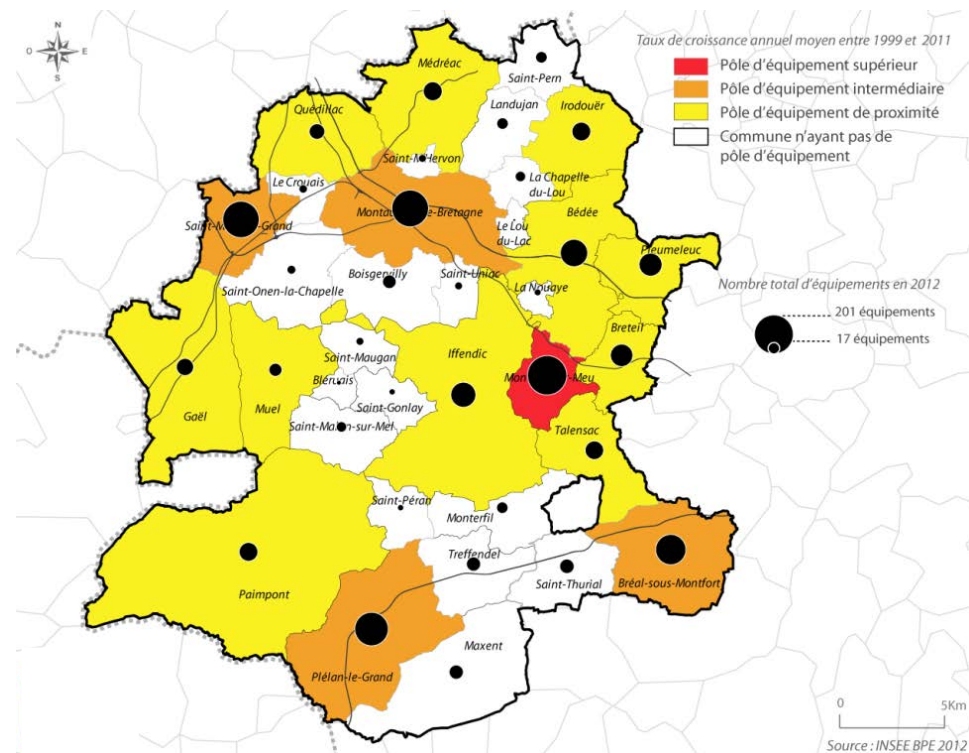 N
O
E
S
Taux de croissance annuel moyen entre 1999 et 2011
Pôle d'équipement supérieur
Pôle d'équipement intermédiaire
Pôle d'équipement de proximité
Commune n'ayant pas de
pôle d'équipement
Médréac
Saint-Pern
Landujan
Irodouër
Quédillac
Saint-M'Hervon
Le Crouais
La Chapelle
du-Lou
Bédée
Le Lou
du-Lac
Pleumeleuc
Boisgervilly
Saint-Uniac
Saint-Onen-la-Chapelle
La Nouaye
Nombre total d'équipements en 2012
201 équipements
17 équipements
Breteil
Saint-Maugan
Iffendic
Bléruais
Gaël
Muel
Saint-Gonlay
Saint-Malon-sur-Mel
Talensac
Saint-Péran
Monterfil
Treffendel
Saint-Thurial
Bréal-sous-Montfort
Paimpont
Maxent
Plélan-le-Grand
0
5Km
Source : INSEE BPE 2012